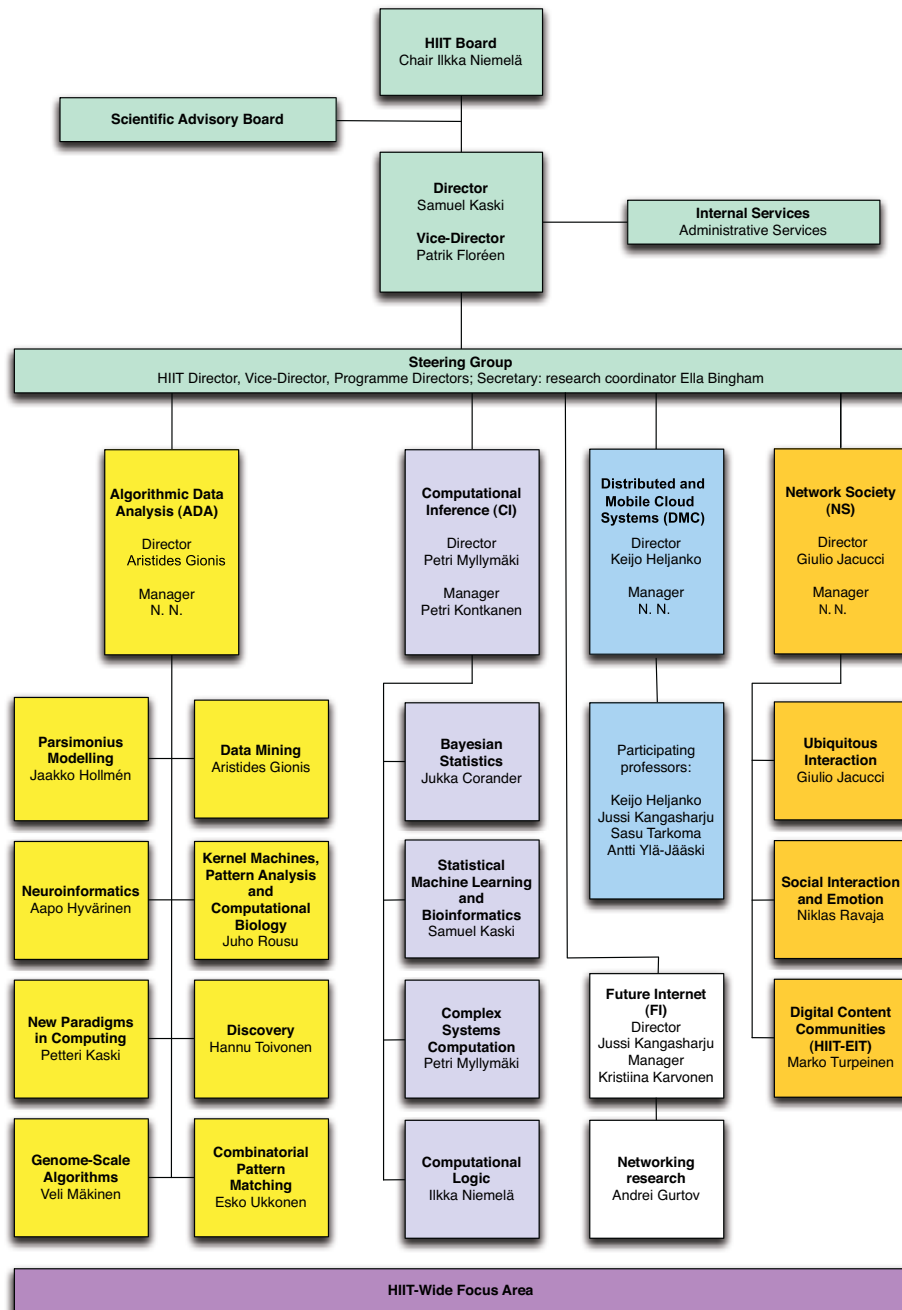 HIIT Board
Chair Ilkka Niemelä
Scientific Advisory Board
Director
Samuel Kaski
Vice-Director
Patrik Floréen
Internal Services
Administrative Services
Steering Group
HIIT Director, Vice-Director, Programme Directors; Secretary: research coordinator Ella Bingham
Algorithmic Data
Analysis (ADA)
Director
Aristides Gionis
Manager
N. N.
Computational
Inference (CI)
Director
Petri Myllymäki
Manager
Petri Kontkanen
Distributed and
Mobile Cloud
Systems (DMC)
Director
Keijo Heljanko
Manager
N. N.
Network Society
(NS)
Director
Giulio Jacucci
Manager
N. N.
Parsimonius
Modelling
Jaakko Hollmén
Data Mining
Aristides Gionis
Neuroinformatics
Aapo Hyvärinen
Kernel Machines,
Pattern Analysis
and
Computational
Biology
Juho Rousu
New Paradigms
in Computing
Petteri Kaski
Discovery
Hannu Toivonen
Genome-Scale
Algorithms
Veli Mäkinen
Combinatorial
Pattern
Matching
Esko Ukkonen
Bayesian
Statistics
Jukka Corander
Statistical
Machine Learning
and
Bioinformatics
Samuel Kaski
Complex
Systems
Computation
Petri Myllymäki
Computational
Logic
Ilkka Niemelä
Participating
professors:
Keijo Heljanko
Jussi Kangasharju
Sasu Tarkoma
Antti Ylä-Jääski
Future Internet
(FI)
Director
Jussi Kangasharju
Manager
Kristiina Karvonen
Networking
research
Andrei Gurtov
Ubiquitous
Interaction
Giulio Jacucci
Social Interaction
and Emotion
Niklas Ravaja
Digital Content
Communities
(HIIT-EIT)
Marko Turpeinen
HIIT-Wide Focus Area